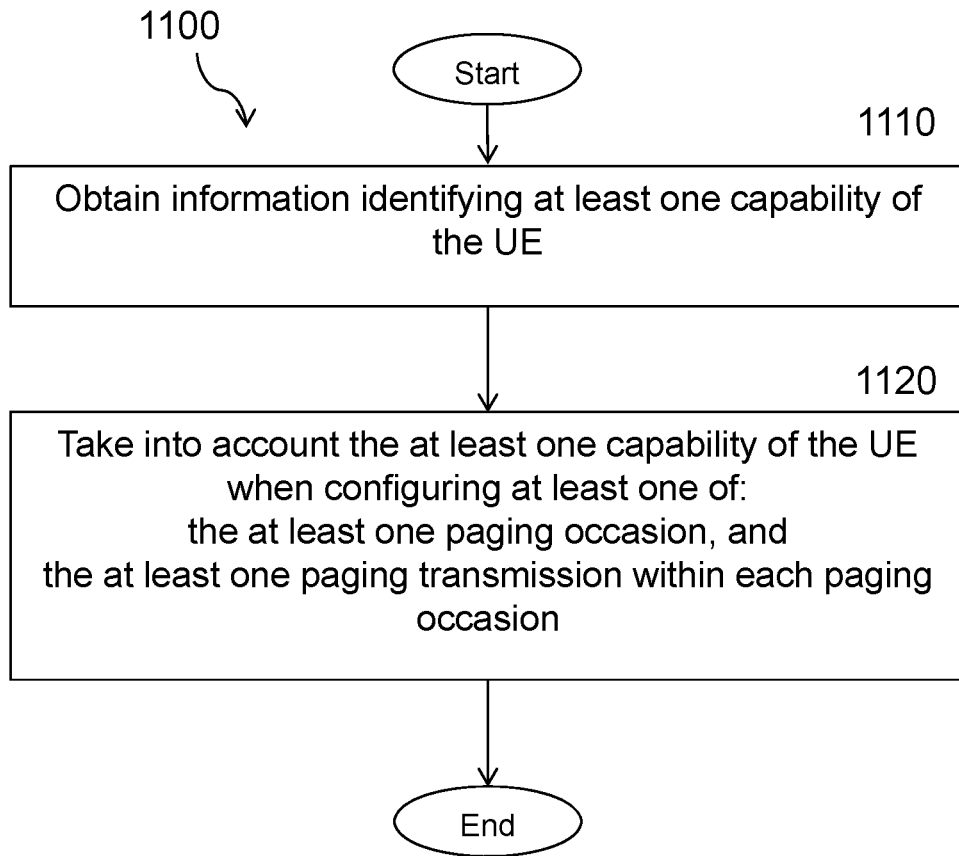 1100
Start
1110
Obtain information identifying at least one capability of
the UE
1120
Take into account the at least one capability of the UE
when configuring at least one of:
the at least one paging occasion, and
the at least one paging transmission within each paging
occasion
End